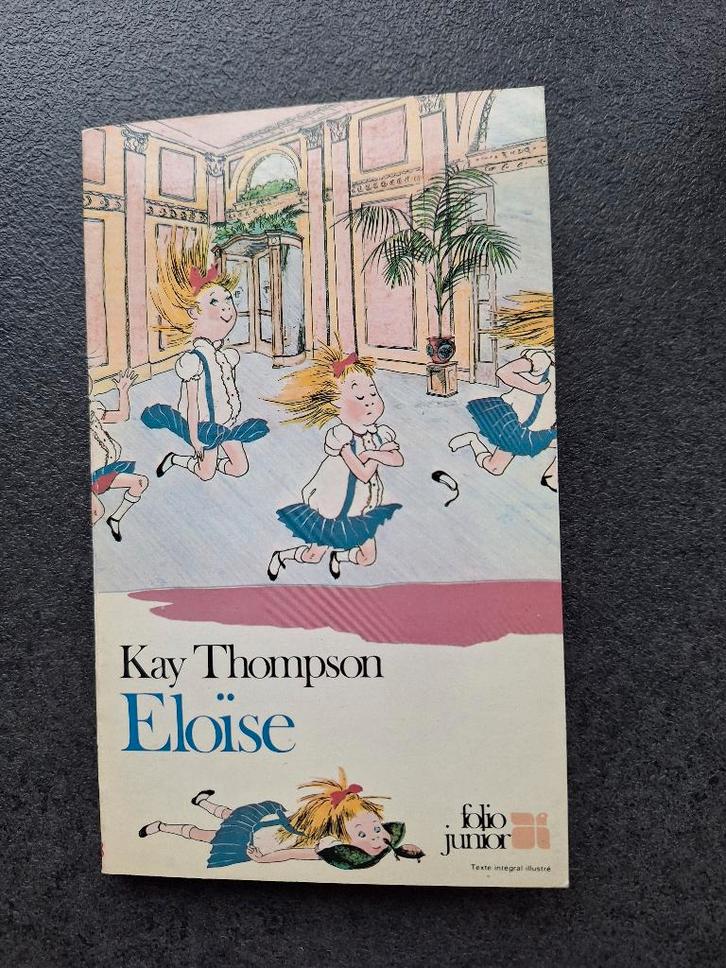 Kay Thompson
Eloïse
folio
junior
Texte intégral illustré